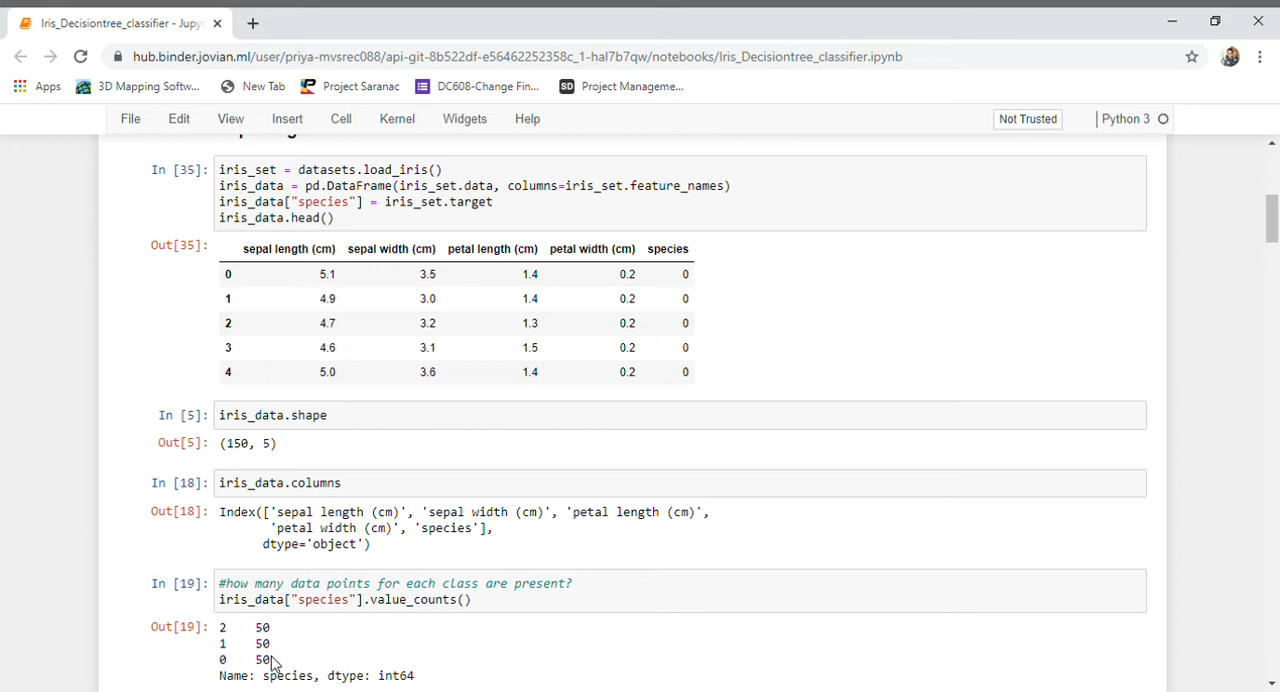 Iris_Decisiontree_classifier - Jupy
hub.binder.jovian.ml/user/priya-mvsrec088/api-git-8b522df-e56462252358c_1-hal7b7qw/notebooks/Iris_Decisiontree_classifier.ipynb
Apps 3D Mapping Softw... New Tab Project Saranac DC608-Change Fin... SD Project Manageme...
File Edit View Insert Cell Kernel Widgets Help Not Trusted Python 3
In [35]: iris_set = datasets.load_iris()
iris_data = pd.DataFrame(iris_set.data, columns=iris_set.feature_names)
iris_data["species"] = iris_set.target
iris_data.head()
Out[35]: sepal length (cm) sepal width (cm) petal length (cm) petal width (cm) species
0 5.1 3.5 1.4 0.2 0
1 4.9 3.0 1.4 0.2 0
2 4.7 3.2 1.3 0.2 0
3 4.6 3.1 1.5 0.2 0
4 5.0 3.6 1.4 0.2 0
In [5]: iris_data.shape
Out[5]: (150, 5)
In [18]: iris_data.columns
Out[18]: Index(['sepal length (cm)', 'sepal width (cm)', 'petal length (cm)',
'petal width (cm)', 'species'],
dtype='object')
In [19]: #how many data points for each class are present?
iris_data["species"].value_counts()
Out[19]: 2 50
1 50
0 50
Name: species, dtype: int64